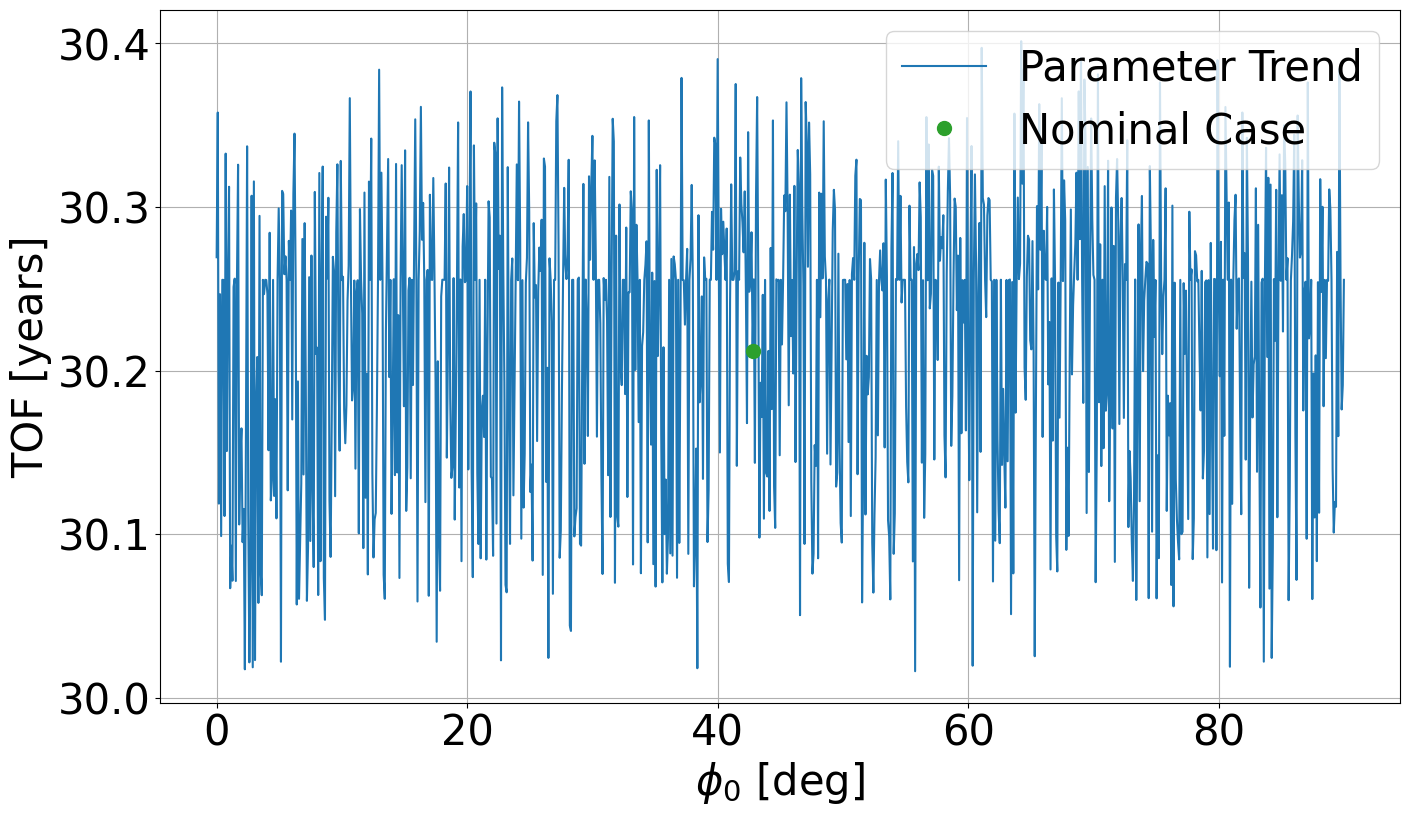 30.4
30.3
30.2
30.1
30.0
TOF [years]
0
20
40
60
80
ϕ₀ [deg]
Parameter Trend
Nominal Case